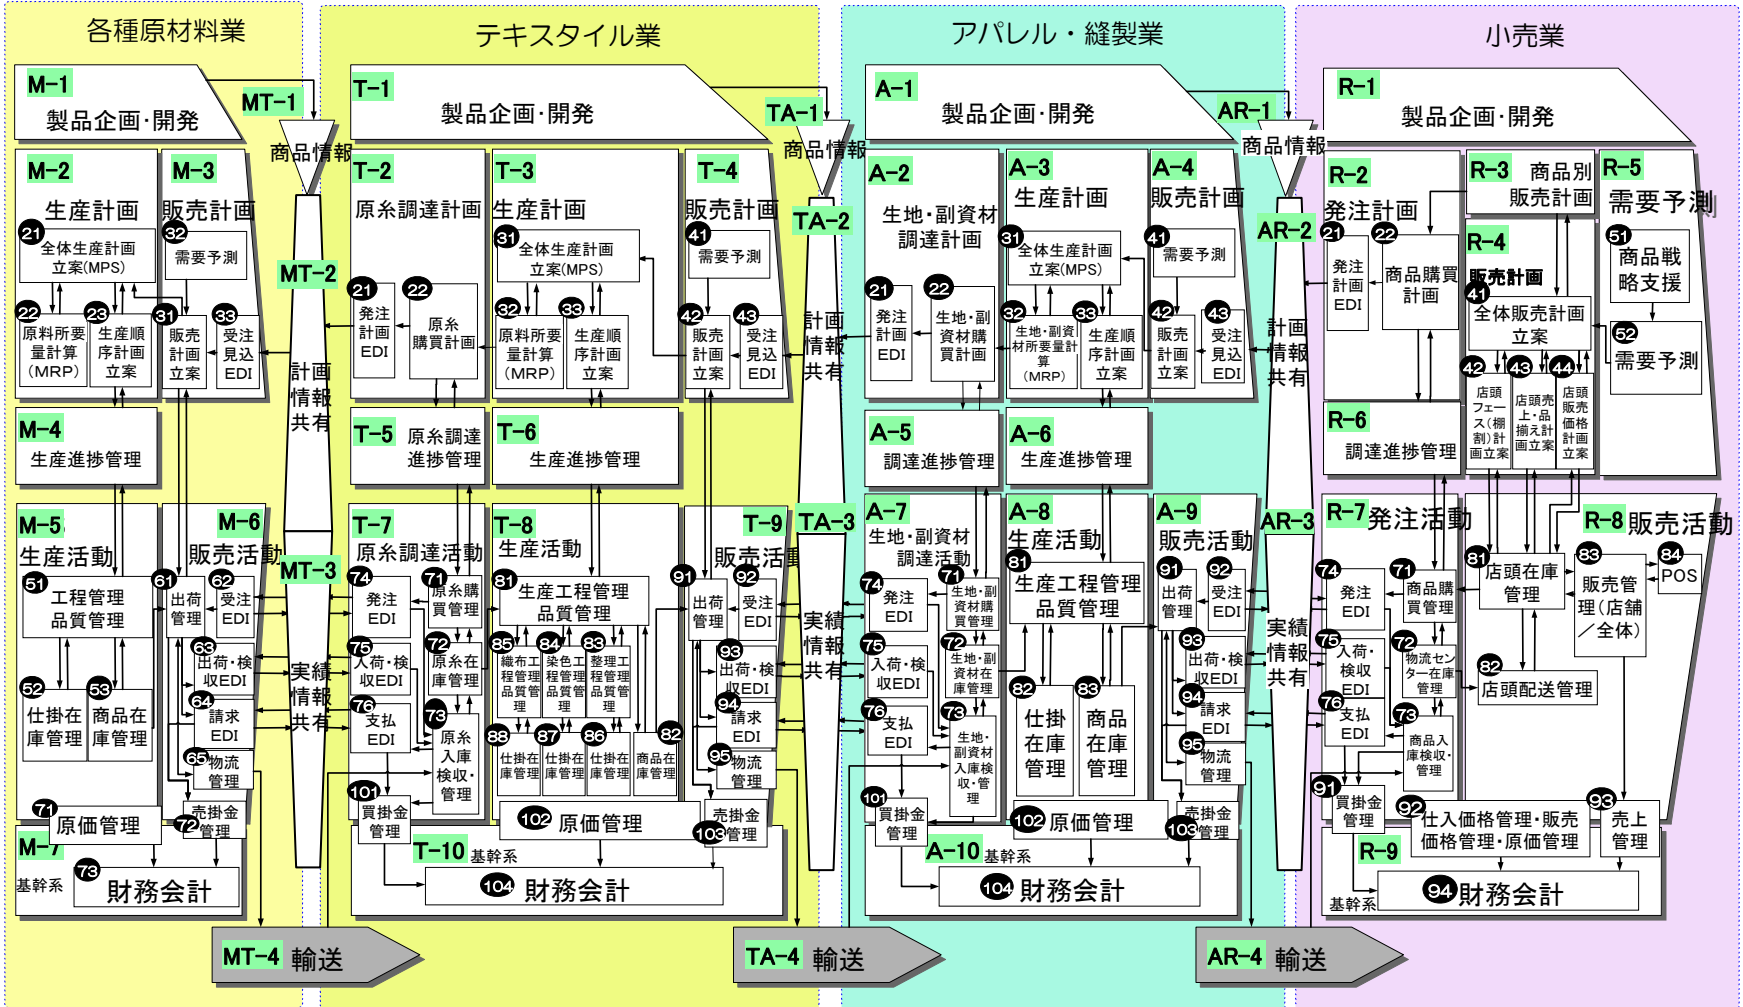 各種原材料業
M-1
製品企画・開発
MT-1
商品情報
M-2
生産計画
21
全体生産計画
立案(MPS)
22
原料所要
量計算
(MRP)
23
生産順
序計画
立案
M-3
販売計画
32
需要予測
31
販売
計画
立案
33
受注
見込
EDI
MT-2
計画
情報
共有
M-4
生産進捗管理
M-5
生産活動
51
工程管理
品質管理
52
仕掛在
庫管理
53
商品在
庫管理
M-6
販売活動
61
出荷
管理
62
受注
EDI
63
出荷・検
収EDI
64
請求
EDI
65
物流
管理
MT-3
実績
情報
共有
71
原価管理
72
売掛金
管理
M-7
基幹系
73
財務会計
MT-4
輸送
テキスタイル業
T-1
製品企画・開発
TA-1
商品情報
T-2
原糸調達計画
21
発注
計画
EDI
22
原糸
購買計画
T-3
生産計画
31
全体生産計画
立案(MPS)
32
原料所要
量計算
(MRP)
33
生産順
序計画
立案
T-4
販売計画
41
需要予測
42
販売
計画
立案
43
受注
見込
EDI
TA-2
計画
情報
共有
T-5
原糸調達
進捗管理
T-6
生産進捗管理
T-7
原糸調達活動
74
発注
EDI
71
原糸購
買管理
75
入荷・検
収EDI
72
原糸在
庫管理
76
支払
EDI
73
原糸
入庫
検収・
管理
T-8
生産活動
81
生産工程管理
品質管理
85
織布工
程管理
品質管
理
84
染色工
程管理
品質管
理
83
整理工
程管理
品質管
理
88
仕掛在
庫管理
87
仕掛在
庫管理
86
仕掛在
庫管理
82
商品在
庫管理
T-9
販売活動
91
出荷
管理
92
受注
EDI
93
出荷・検
収EDI
94
請求
EDI
95
物流
管理
TA-3
実績
情報
共有
101
買掛金
管理
102
原価管理
103
売掛金
管理
T-10
基幹系
104
財務会計
TA-4
輸送
アパレル・縫製業
A-1
製品企画・開発
AR-1
商品情報
A-2
生地・副資材
調達計画
21
発注
計画
EDI
22
生地・副
資材購
買計画
A-3
生産計画
31
全体生産計画
立案(MPS)
32
生地・副資
材所要量計
算
(MRP)
33
生産順
序計画
立案
A-4
販売計画
41
需要予測
42
販売
計画
立案
43
受注
見込
EDI
AR-2
計画
情報
共有
A-5
調達進捗管理
A-6
生産進捗管理
A-7
生地・副資材
調達活動
74
発注
EDI
71
生地・副
資材購
買管理
75
入荷・検
収EDI
72
生地・副
資材在
庫管理
76
支払
EDI
73
生地・
副資材
入庫検
収・管
理
A-8
生産活動
81
生産工程管理
品質管理
82
仕掛
在庫
管理
83
商品
在庫
管理
A-9
販売活動
91
出荷
管理
92
受注
EDI
93
出荷・検
収EDI
94
請求
EDI
95
物流
管理
AR-3
実績
情報
共有
101
買掛金
管理
102
原価管理
103
売掛金
管理
A-10
基幹系
104
財務会計
AR-4
輸送
小売業
R-1
製品企画・開発
R-2
発注計画
21
発注
計画
EDI
22
商品購買
計画
R-3
商品別
販売計画
R-4
販売計画
41
全体販売計画
立案
42
店頭
フェー
ス(棚
割)計
画立案
43
店頭売
上・品
揃え計
画立案
44
店頭
販売
価格
計画
立案
R-5
需要予測
51
商品戦
略支援
52
需要予測
R-6
調達進捗管理
R-7
発注活動
74
発注
EDI
71
商品購
買管理
75
入荷・
検収
EDI
72
物流セン
ター在庫
管理
76
支払
EDI
73
商品入
庫検収・
管理
R-8
販売活動
81
店頭在庫
管理
83
販売管
理(店舗
／全体)
84
POS
82
店頭配送管理
91
買掛金
管理
92
仕入価格管理・販売
価格管理・原価管理
93
売上
管理
R-9
基幹系
94
財務会計